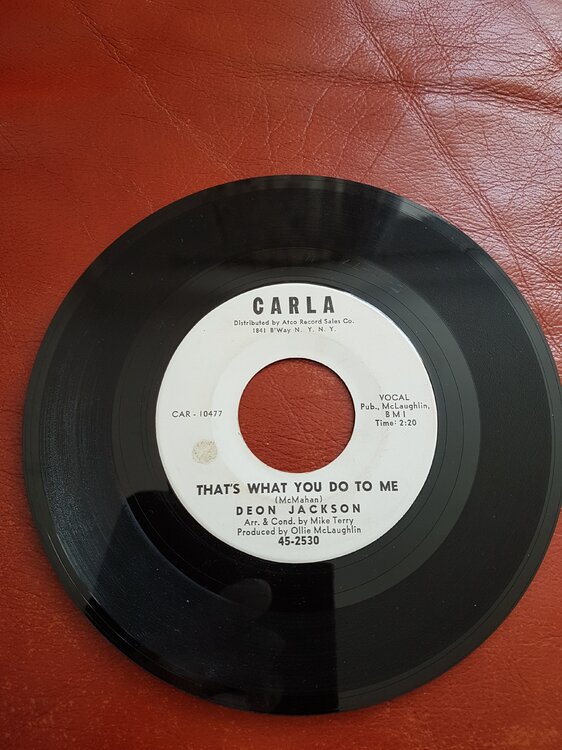 CARLA
Distributed by Atco Record Sales Co.
1841 B'Way N. Y. N. Y.
CAR - 10477
VOCAL
Pub., McLaughlin,
BMI
Time: 2:20
THAT'S WHAT YOU DO TO ME
(McMahan)
DEON JACKSON
Arr. & Cond. by Mike Terry
Produced by Ollie McLaughlin
45-2530